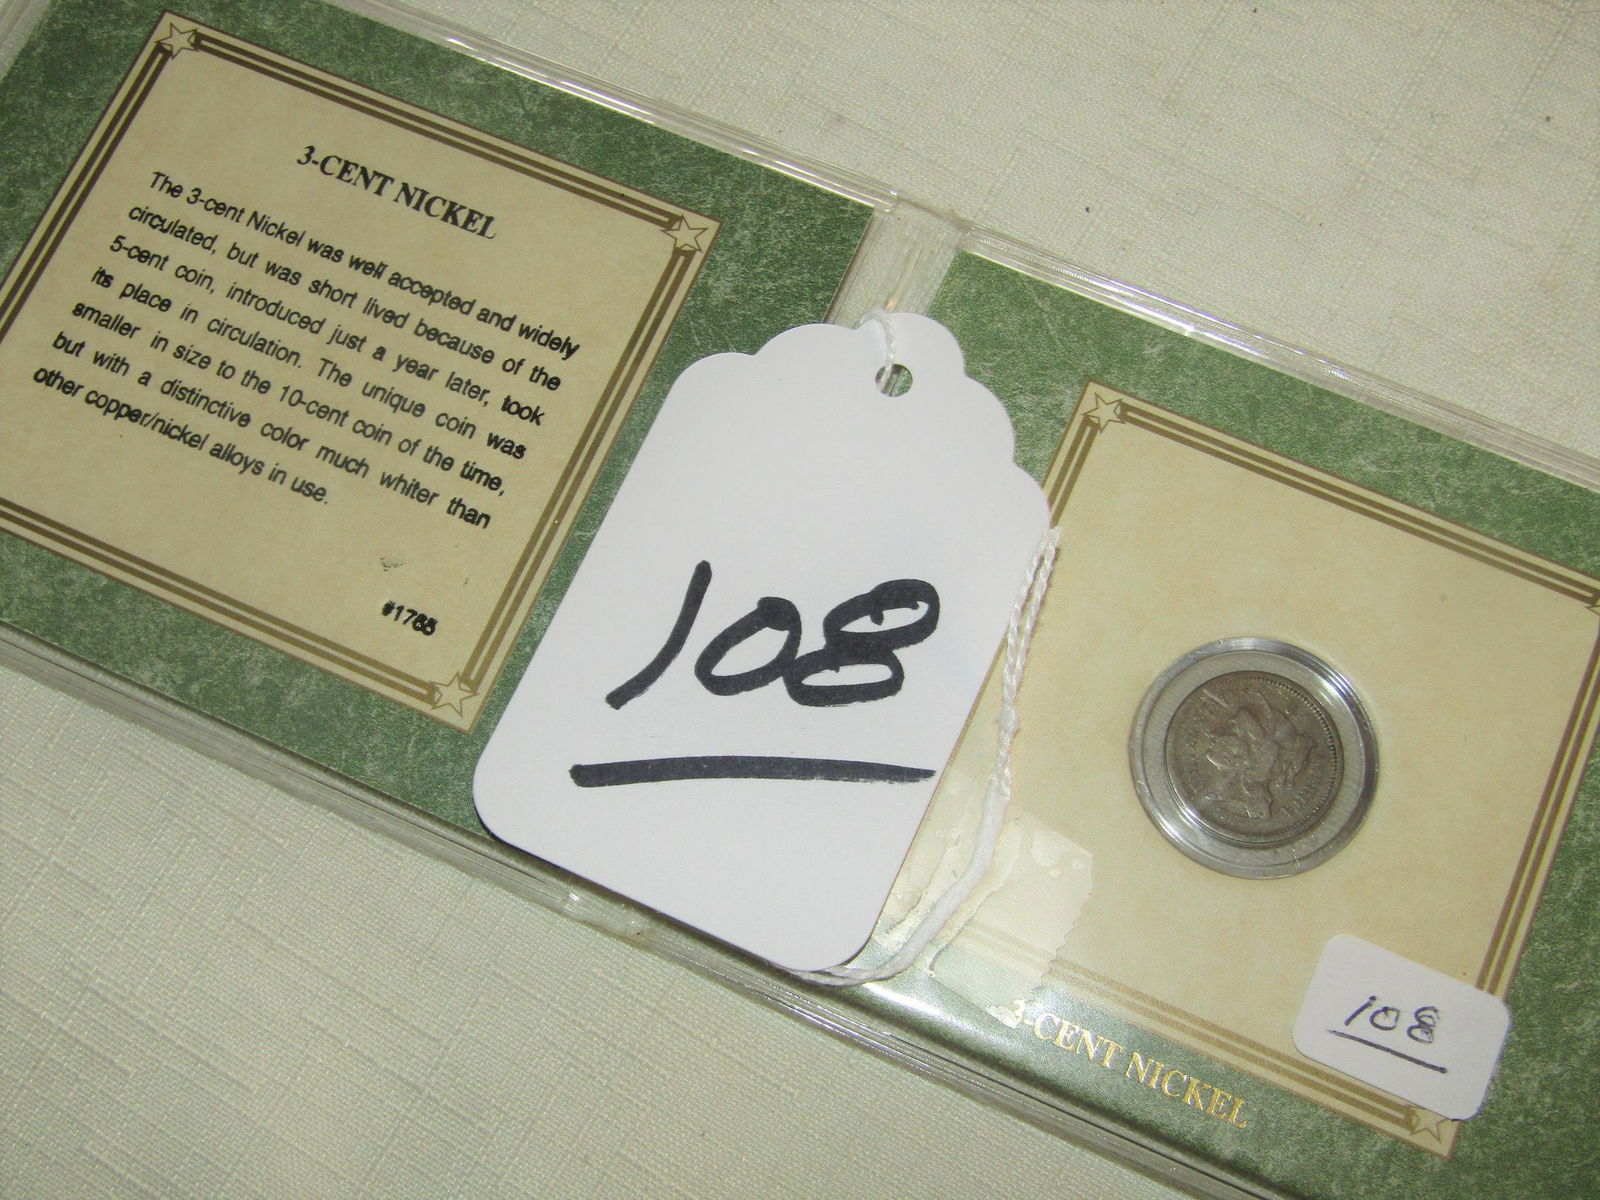 3-CENT NICKEL
The 3-cent Nickel was well accepted and widely
circulated, but was short lived because of the
5-cent coin, introduced just a year later, took
its place in circulation. The unique coin was
smaller in size to the 10-cent coin of the time,
but with a distinctive color much whiter than
other copper/nickel alloys in use.
#1765
108
108
3-CENT NICKEL